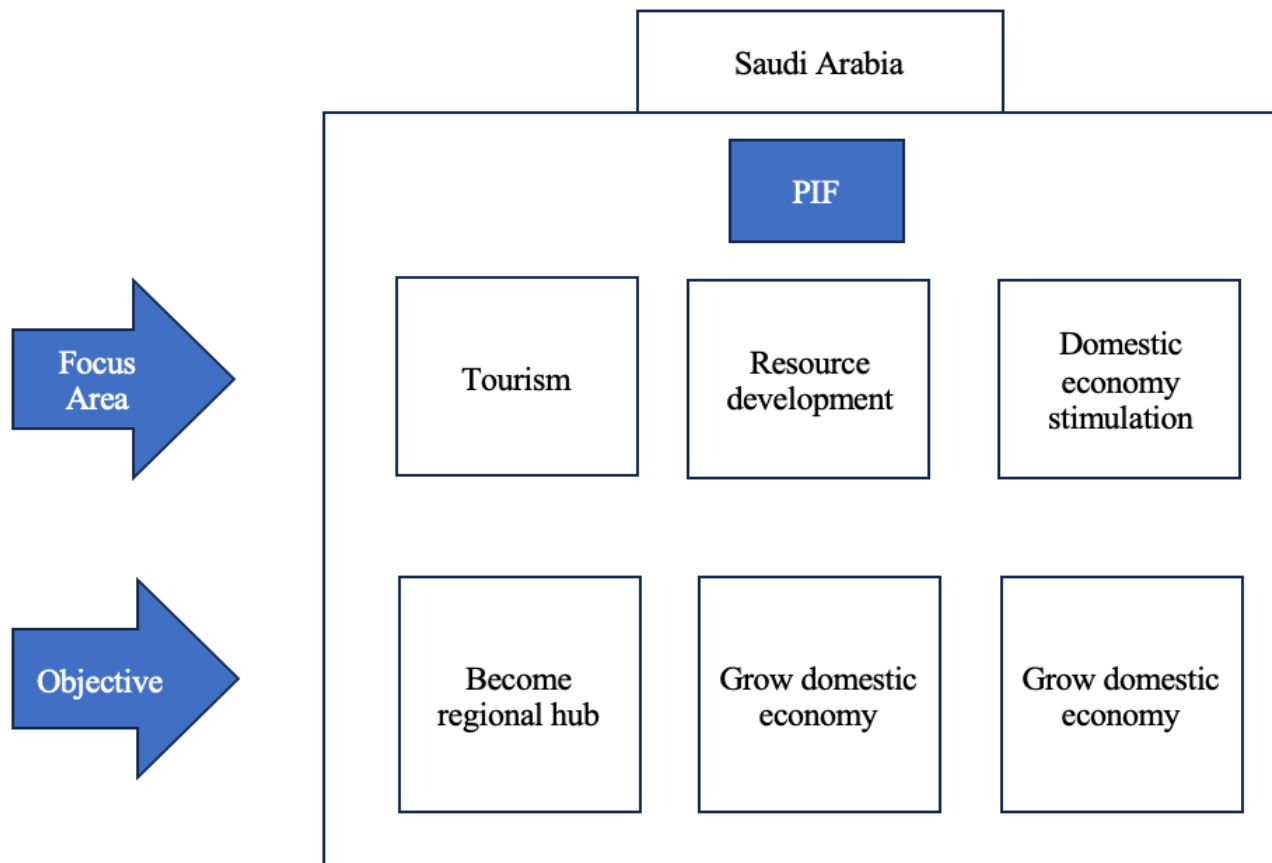 Saudi Arabia
PIF
Focus
Area
Tourism
Resource
development
Domestic
economy
stimulation
Objective
Become
regional hub
Grow domestic
economy
Grow domestic
economy